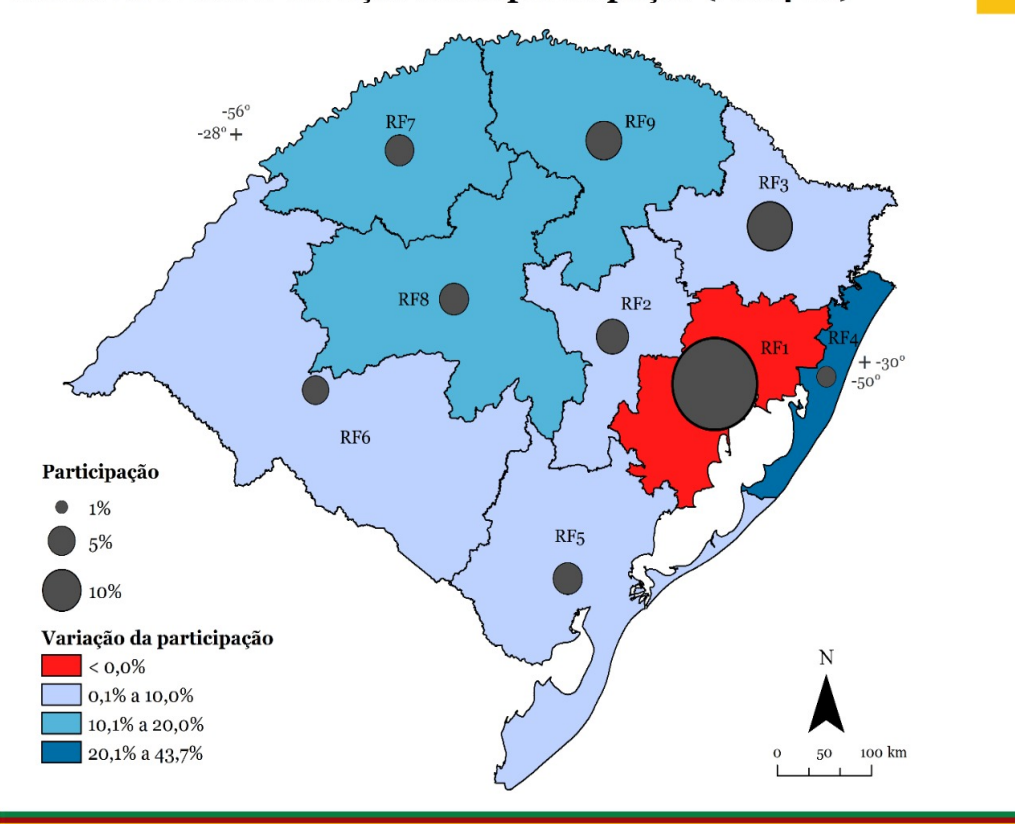 -56°
-28°
RF7
RF9
RF3
RF8
RF2
RF1
RF4
-30°
-50°
RF6
RF5
Participação
1%
5%
10%
Variação da participação
< 0,0%
0,1% a 10,0%
10,1% a 20,0%
20,1% a 43,7%
N
0 50 100 km